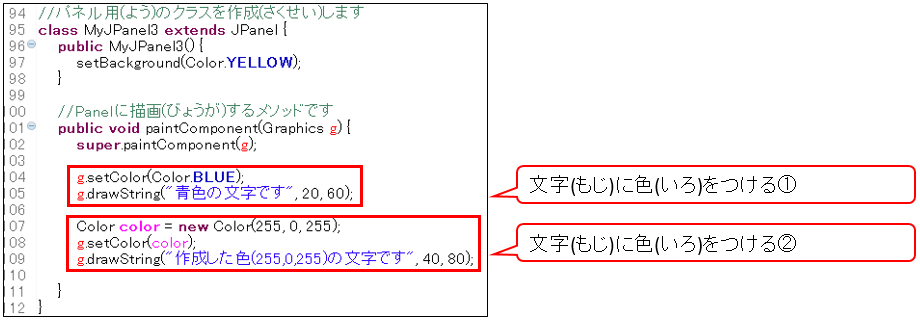 94 //パネル用(よう)のクラスを作成(さくせい)します
95 class MyJPanel3 extends JPanel {
96 public MyJPanel3() {
97 setBackground(Color.YELLOW);
98 }
99
00 //Panelに描画(びょうが)するメソッドです
01 public void paintComponent(Graphics g) {
02 super.paintComponent(g);
03
04 g.setColor(Color.BLUE);
05 g.drawString("青色の文字です", 20, 60);
06
07 Color color = new Color(255, 0, 255);
08 g.setColor(color);
09 g.drawString("作成した色(255,0,255)の文字です", 40, 80);
10
11 }
12 }
文字(もじ)に色(いろ)をつける①
文字(もじ)に色(いろ)をつける②